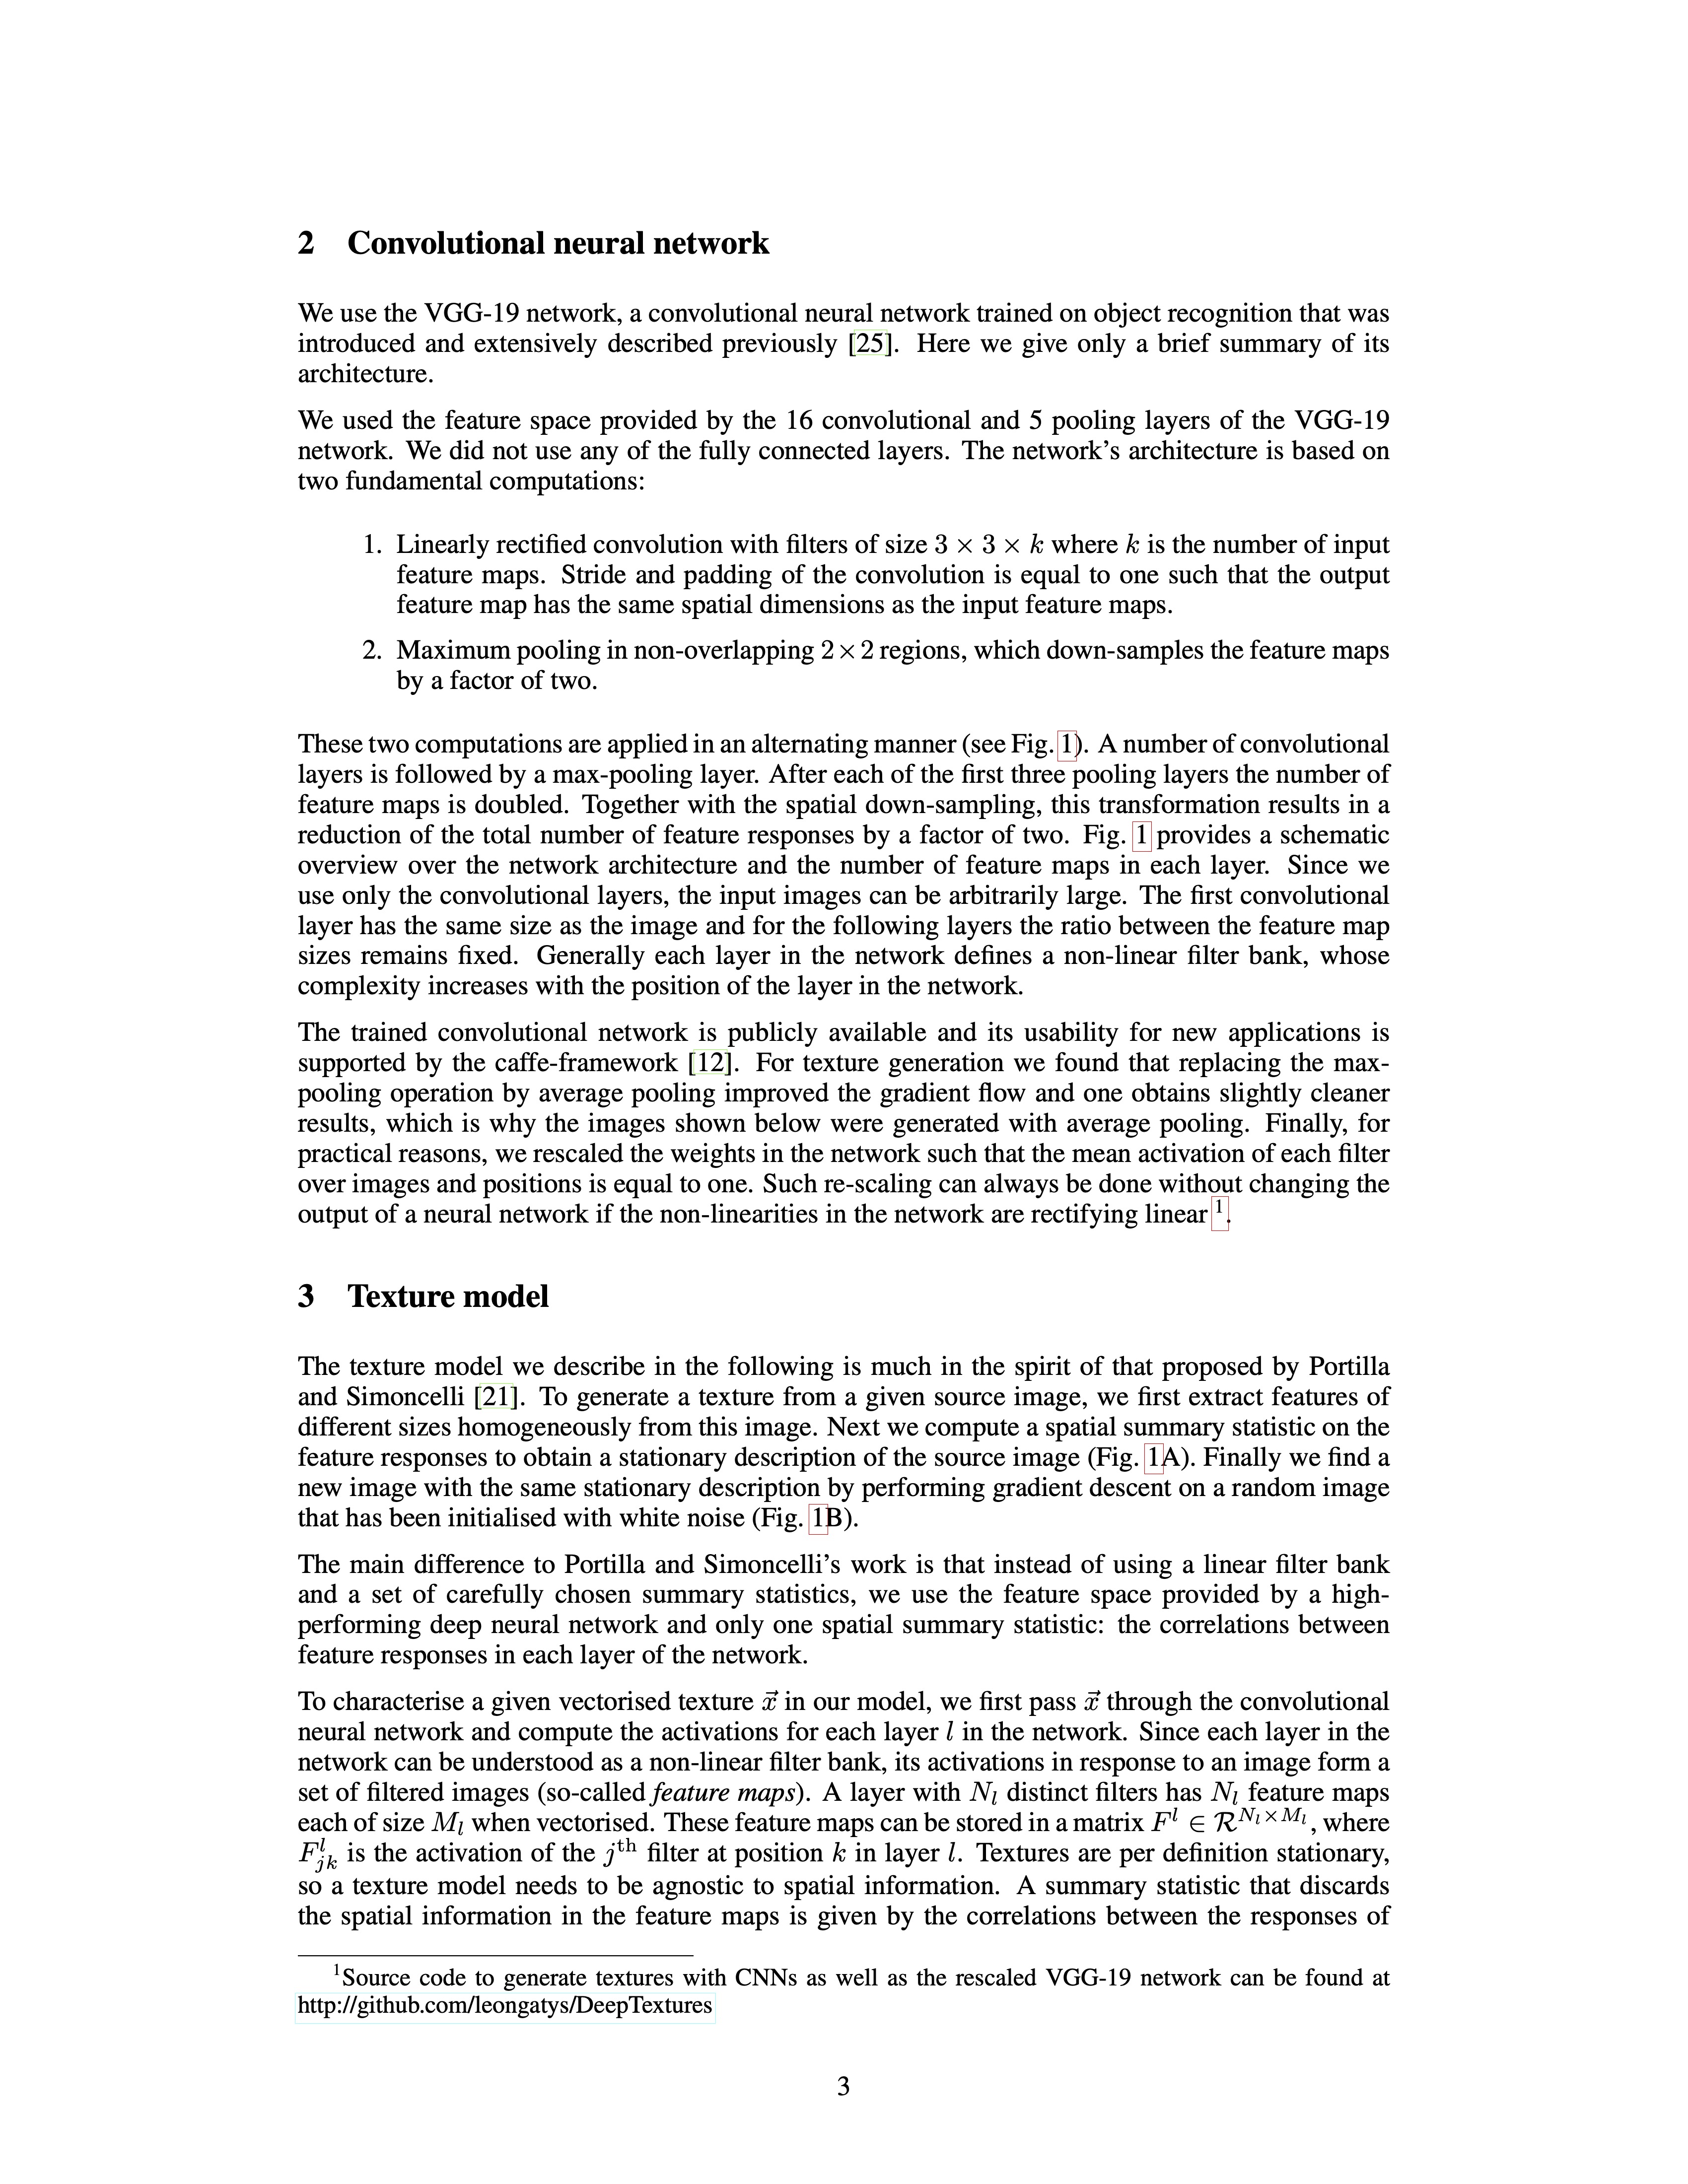 2 Convolutional neural network
We use the VGG-19 network, a convolutional neural network trained on object recognition that was
introduced and extensively described previously [25]. Here we give only a brief summary of its
architecture.
We used the feature space provided by the 16 convolutional and 5 pooling layers of the VGG-19
network. We did not use any of the fully connected layers. The network's architecture is based on
two fundamental computations:
1. Linearly rectified convolution with filters of size 3 × 3 × k where k is the number of input
feature maps. Stride and padding of the convolution is equal to one such that the output
feature map has the same spatial dimensions as the input feature maps.
2. Maximum pooling in non-overlapping 2 × 2 regions, which down-samples the feature maps
by a factor of two.
These two computations are applied in an alternating manner (see Fig. 1). A number of convolutional
layers is followed by a max-pooling layer. After each of the first three pooling layers the number of
feature maps is doubled. Together with the spatial down-sampling, this transformation results in a
reduction of the total number of feature responses by a factor of two. Fig. 1 provides a schematic
overview over the network architecture and the number of feature maps in each layer. Since we
use only the convolutional layers, the input images can be arbitrarily large. The first convolutional
layer has the same size as the image and for the following layers the ratio between the feature map
sizes remains fixed. Generally each layer in the network defines a non-linear filter bank, whose
complexity increases with the position of the layer in the network.
The trained convolutional network is publicly available and its usability for new applications is
supported by the caffe-framework [12]. For texture generation we found that replacing the max-
pooling operation by average pooling improved the gradient flow and one obtains slightly cleaner
results, which is why the images shown below were generated with average pooling. Finally, for
practical reasons, we rescaled the weights in the network such that the mean activation of each filter
over images and positions is equal to one. Such re-scaling can always be done without changing the
output of a neural network if the non-linearities in the network are rectifying linear ¹.
3 Texture model
The texture model we describe in the following is much in the spirit of that proposed by Portilla
and Simoncelli [21]. To generate a texture from a given source image, we first extract features of
different sizes homogeneously from this image. Next we compute a spatial summary statistic on the
feature responses to obtain a stationary description of the source image (Fig. 1A). Finally we find a
new image with the same stationary description by performing gradient descent on a random image
that has been initialised with white noise (Fig. 1B).
The main difference to Portilla and Simoncelli's work is that instead of using a linear filter bank
and a set of carefully chosen summary statistics, we use the feature space provided by a high-
performing deep neural network and only one spatial summary statistic: the correlations between
feature responses in each layer of the network.
To characterise a given vectorised texture x⃗ in our model, we first pass x⃗ through the convolutional
neural network and compute the activations for each layer l in the network. Since each layer in the
network can be understood as a non-linear filter bank, its activations in response to an image form a
set of filtered images (so-called feature maps). A layer with N_l distinct filters has N_l feature maps
each of size M_l when vectorised. These feature maps can be stored in a matrix F^l ∈ R^{N_l×M_l}, where
F^l_{jk} is the activation of the j^th filter at position k in layer l. Textures are per definition stationary,
so a texture model needs to be agnostic to spatial information. A summary statistic that discards
the spatial information in the feature maps is given by the correlations between the responses of
¹Source code to generate textures with CNNs as well as the rescaled VGG-19 network can be found at
http://github.com/leongatys/DeepTextures
3